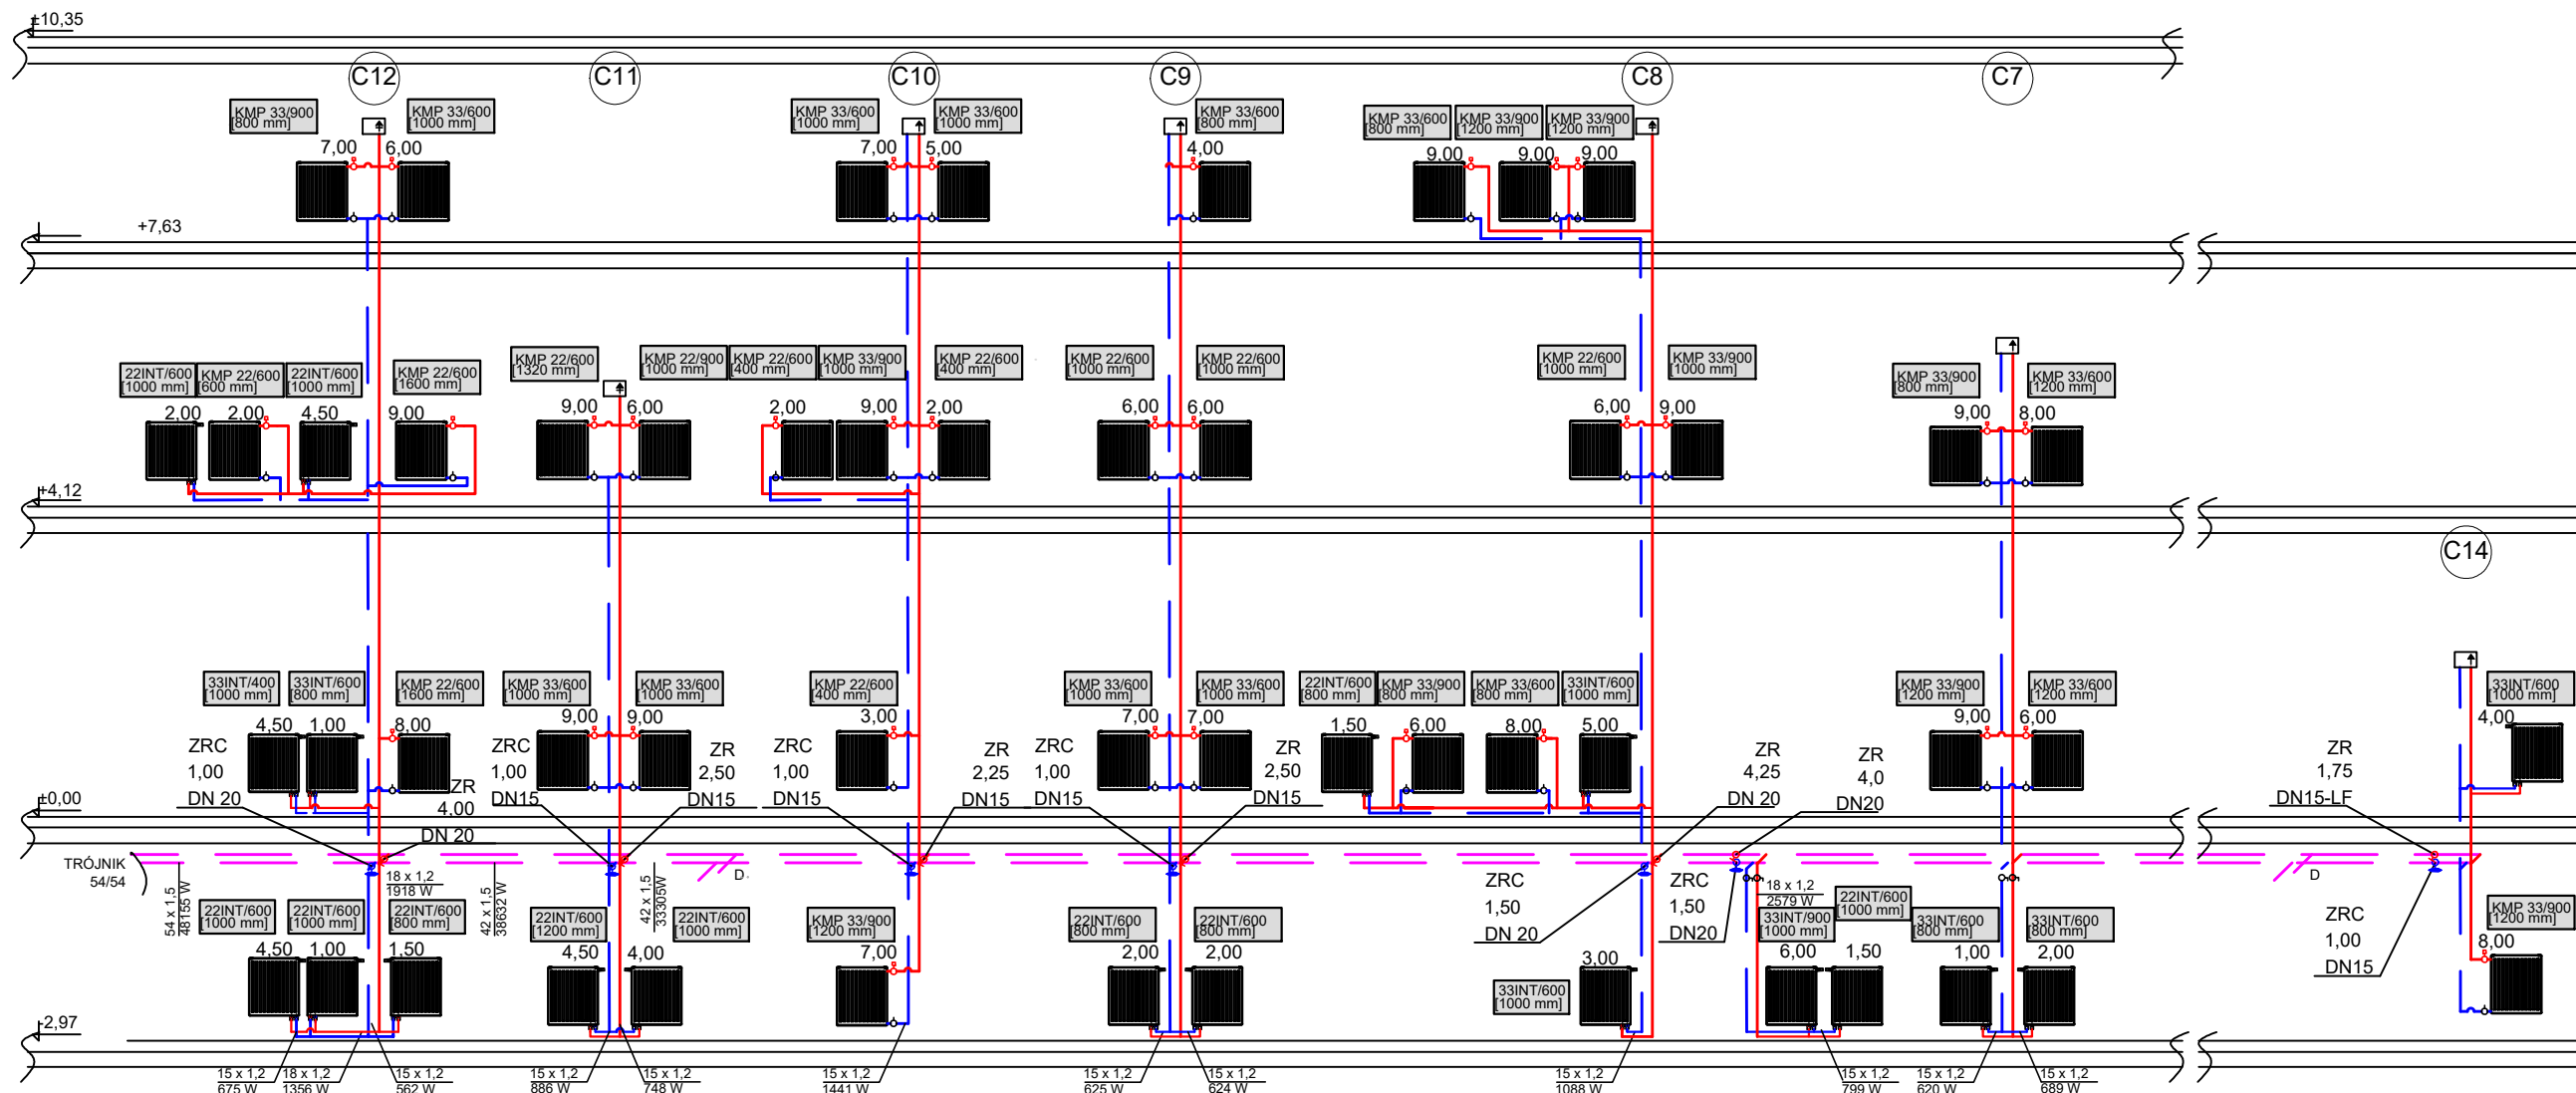 ±10,35
C12
C11
C10
C9
C8
C7
KMP 33/900
[800 mm]
KMP 33/600
[1000 mm]
KMP 33/600
[1000 mm]
KMP 33/600
[1000 mm]
KMP 33/600
[800 mm]
KMP 33/600
[800 mm]
KMP 33/900
[1200 mm]
KMP 33/900
[1200 mm]
7,00
6,00
7,00
5,00
4,00
9,00
9,00
9,00
+7,63
22INT/600
[1000 mm]
KMP 22/600
[600 mm]
22INT/600
[1000 mm]
KMP 22/600
[1600 mm]
KMP 22/600
[1320 mm]
KMP 22/900
[1000 mm]
KMP 22/600
[400 mm]
KMP 33/900
[1000 mm]
KMP 22/600
[400 mm]
KMP 22/600
[1000 mm]
KMP 22/600
[1000 mm]
KMP 22/600
[1000 mm]
KMP 33/900
[1000 mm]
KMP 33/900
[800 mm]
KMP 33/600
[1200 mm]
2,00
2,00
4,50
9,00
9,00
6,00
2,00
9,00
2,00
6,00
6,00
6,00
9,00
9,00
8,00
+4,12
C14
33INT/400
[1000 mm]
33INT/600
[800 mm]
KMP 22/600
[1600 mm]
KMP 33/600
[1000 mm]
KMP 33/600
[1000 mm]
KMP 22/600
[400 mm]
KMP 33/600
[1000 mm]
KMP 33/600
[1000 mm]
22INT/600
[800 mm]
KMP 33/900
[800 mm]
KMP 33/600
[800 mm]
33INT/600
[1000 mm]
KMP 33/900
[1200 mm]
KMP 33/600
[1200 mm]
33INT/600
[1000 mm]
4,50
1,00
8,00
9,00
9,00
3,00
7,00
7,00
1,50
6,00
8,00
5,00
9,00
6,00
4,00
ZRC
1,00
DN 20
ZR
4,00
DN 20
ZRC
1,00
DN15
ZR
2,50
DN15
ZRC
1,00
DN15
ZR
2,25
DN15
ZRC
1,00
DN15
ZR
2,50
DN15
ZR
4,25
DN 20
ZR
4,0
DN20
ZR
1,75
DN15-LF
±0,00
TRÓJNIK
54/54
54 x 1,5
48155 W
18 x 1,2
1918 W
42 x 1,5
38632 W
42 x 1,5
33305W
D
D
ZRC
1,50
DN 20
ZRC
1,50
DN20
18 x 1,2
2579 W
ZRC
1,00
DN15
22INT/600
[1000 mm]
22INT/600
[1000 mm]
22INT/600
[800 mm]
22INT/600
[1200 mm]
22INT/600
[1000 mm]
KMP 33/900
[1200 mm]
22INT/600
[800 mm]
22INT/600
[800 mm]
33INT/600
[1000 mm]
33INT/900
[1000 mm]
22INT/600
[1000 mm]
33INT/600
[800 mm]
33INT/600
[800 mm]
KMP 33/900
[1200 mm]
4,50
1,00
1,50
4,50
4,00
7,00
2,00
2,00
3,00
6,00
1,50
1,00
2,00
8,00
-2,97
15 x 1,2
675 W
18 x 1,2
1356 W
15 x 1,2
562 W
15 x 1,2
886 W
15 x 1,2
748 W
15 x 1,2
1441 W
15 x 1,2
625 W
15 x 1,2
624 W
15 x 1,2
1088 W
15 x 1,2
799 W
15 x 1,2
620 W
15 x 1,2
689 W